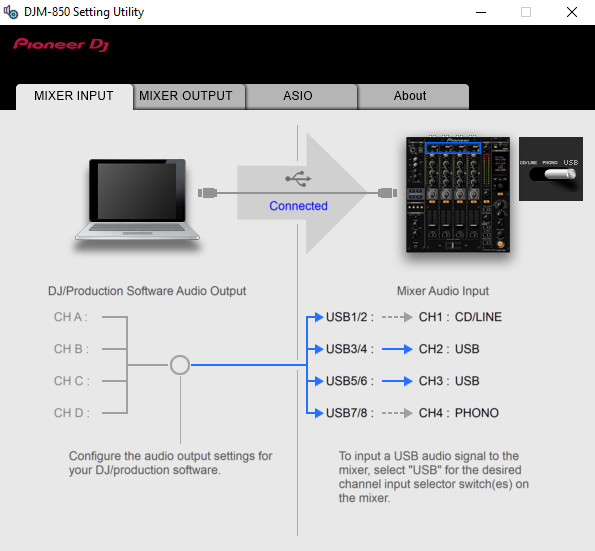 DJM-850 Setting Utility
Pioneer Dj
MIXER INPUT
MIXER OUTPUT
ASIO
About
Pioneer
CD/LINE PHONO USB
Connected
DJ/Production Software Audio Output
Mixer Audio Input
CH A :
USB1/2 :
CH1 : CD/LINE
CH B :
USB3/4 :
CH2 : USB
CH C :
USB5/6 :
CH3 : USB
CH D :
USB7/8 :
CH4 : PHONO
Configure the audio output settings for
your DJ/production software.
To input a USB audio signal to the
mixer, select "USB" for the desired
channel input selector switch(es) on
the mixer.